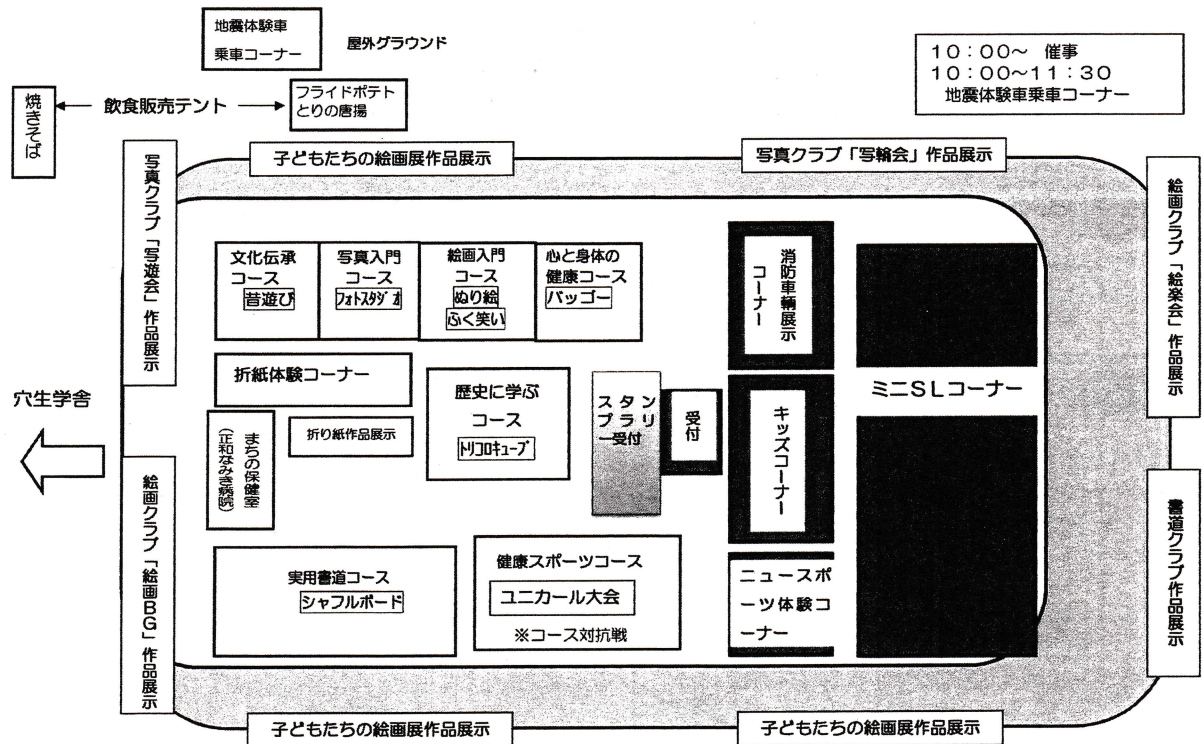 地震体験車
乗車コーナー
屋外グラウンド
10:00~ 催事
10:00~11:30
地震体験車乗車コーナー
焼きそば
飲食販売テント
フライドポテト
とりの唐揚
子どもたちの絵画展作品展示
写真クラブ「写輪会」作品展示
写真クラブ「写遊会」作品展示
絵画クラブ「絵楽会」作品展示
文化伝承
コース
昔遊び
写真入門
コース
フォトスタジオ
絵画入門
コース
ぬり絵
ふく笑い
心と身体の
健康コース
バッゴー
消防車輌展示
コーナー
ミニSLコーナー
折紙体験コーナー
歴史に学ぶ
コース
トリコロキューブ
スタン
プラリ
ー受付
受付
キッズコーナー
穴生学舎
まちの保健室
(正和なみき病院)
折り紙作品展示
絵画クラブ「絵画BG」作品展示
書道クラブ作品展示
実用書道コース
シャフルボード
健康スポーツコース
ユニカール大会
※コース対抗戦
ニュースポ
ーツ体験コ
ーナー
子どもたちの絵画展作品展示
子どもたちの絵画展作品展示